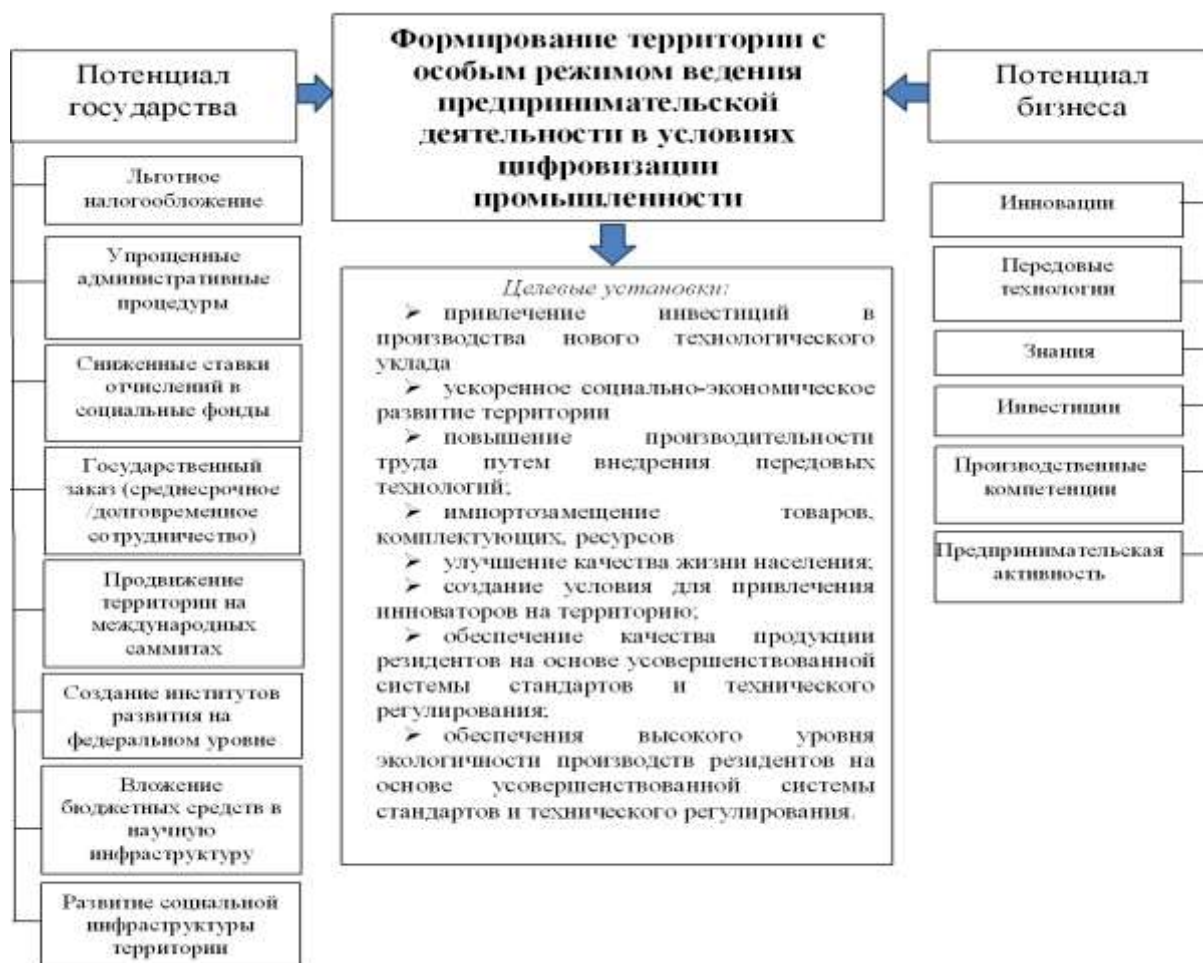 Потенциал
государства
Льготное
налогообложение
Упрощенные
административные
процедуры
Сниженные ставки
отчислений в
социальные фонды
Государственный
заказ (среднесрочное
/долговременное
сотрудничество)
Продвижение
территории на
международных
саммитах
Создание институтов
развития на
федеральном уровне
Вложение
бюджетных средств в
научную
инфраструктуру
Развитие социальной
инфраструктуры
территории
Формирование территории с
особым режимом ведения
предпринимательской
деятельности в условиях
цифровизации
промышленности
Целевые установки:
➢ привлечение инвестиций в
производства нового технологического
уклада
➢ ускоренное социально-экономическое
развитие территории
➢ повышение производительности
труда путем внедрения передовых
технологий;
➢ импортозамещение товаров,
комплектующих, ресурсов
➢ улучшение качества жизни населения;
➢ создание условия для привлечения
инноваторов на территорию;
➢ обеспечение качества продукции
резидентов на основе усовершенствованной
системы стандартов и технического
регулирования;
➢ обеспечения высокого уровня
экологичности производств резидентов на
основе усовершенствованной системы
стандартов и технического регулирования.
Потенциал
бизнеса
Инновации
Передовые
технологии
Знания
Инвестиции
Производственные
компетенции
Предпринимательская
активность